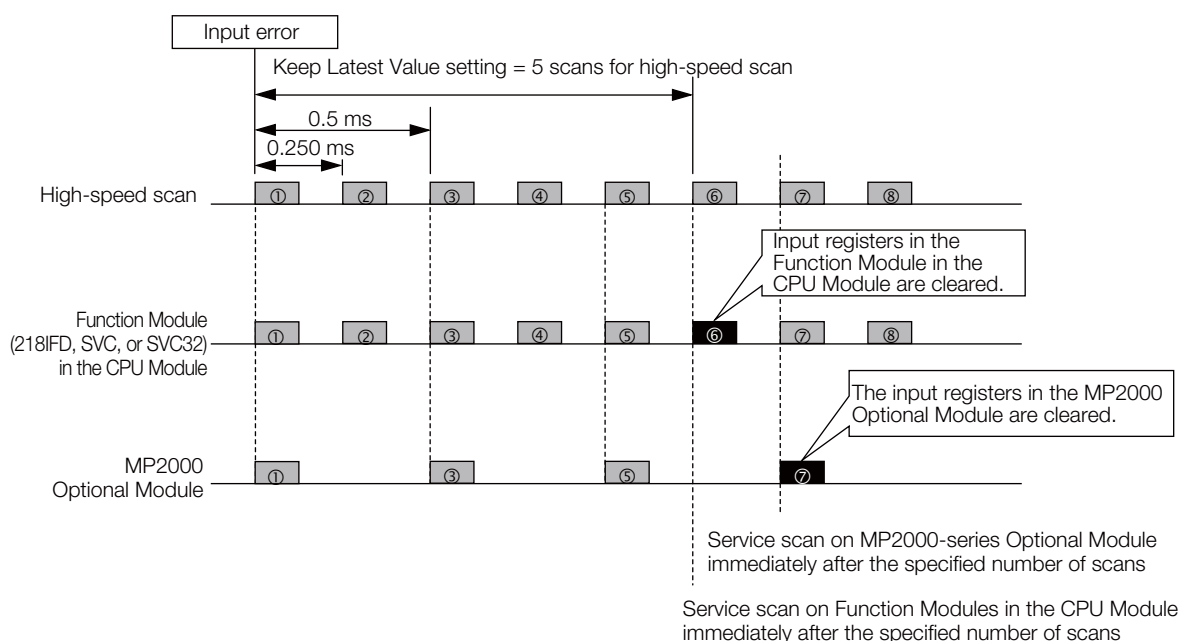 Input error
Keep Latest Value setting = 5 scans for high-speed scan
0.5 ms
0.250 ms
High-speed scan
① ② ③ ④ ⑤ ⑥ ⑦ ⑧
Input registers in the
Function Module in the
CPU Module are cleared.
Function Module
(218IFD, SVC, or SVC32)
in the CPU Module
① ② ③ ④ ⑤ ⑥ ⑦ ⑧
The input registers in the MP2000
Optional Module are cleared.
MP2000
Optional Module
① ③ ⑤ ⑦
Service scan on MP2000-series Optional Module
immediately after the specified number of scans
Service scan on Function Modules in the CPU Module
immediately after the specified number of scans